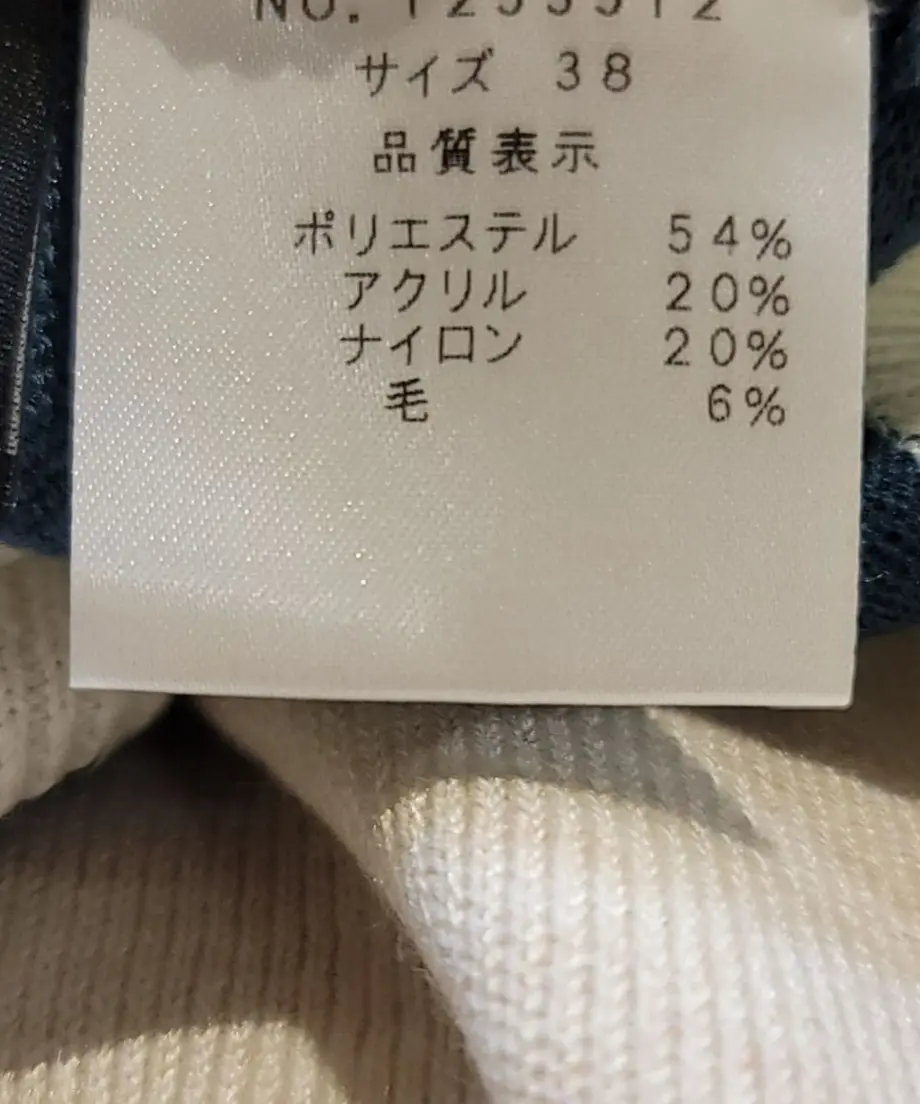 サイズ 38
品質表示
ポリエステル 54%
アクリル 20%
ナイロン 20%
毛 6%